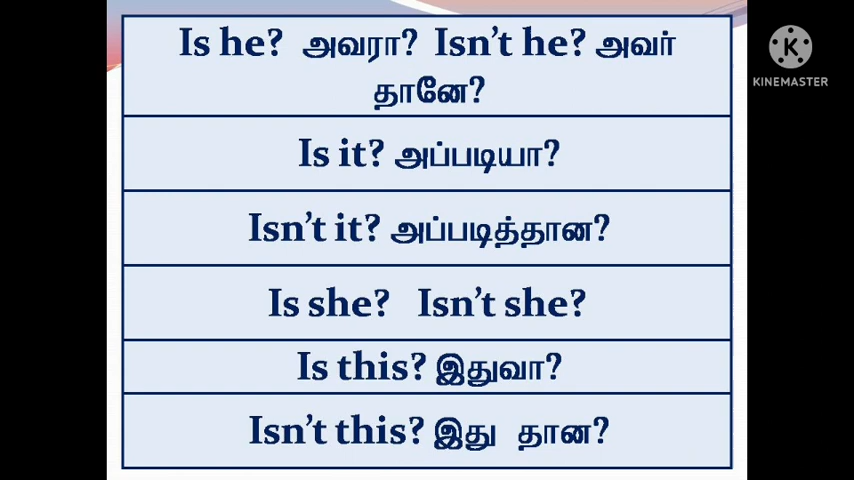 Is he? அவரா? Isn't he? அவர்
தானே?
Is it? அப்படியா?
Isn't it? அப்படித்தான?
Is she? Isn't she?
Is this? இதுவா?
Isn't this? இது தான?
K
KINEMASTER